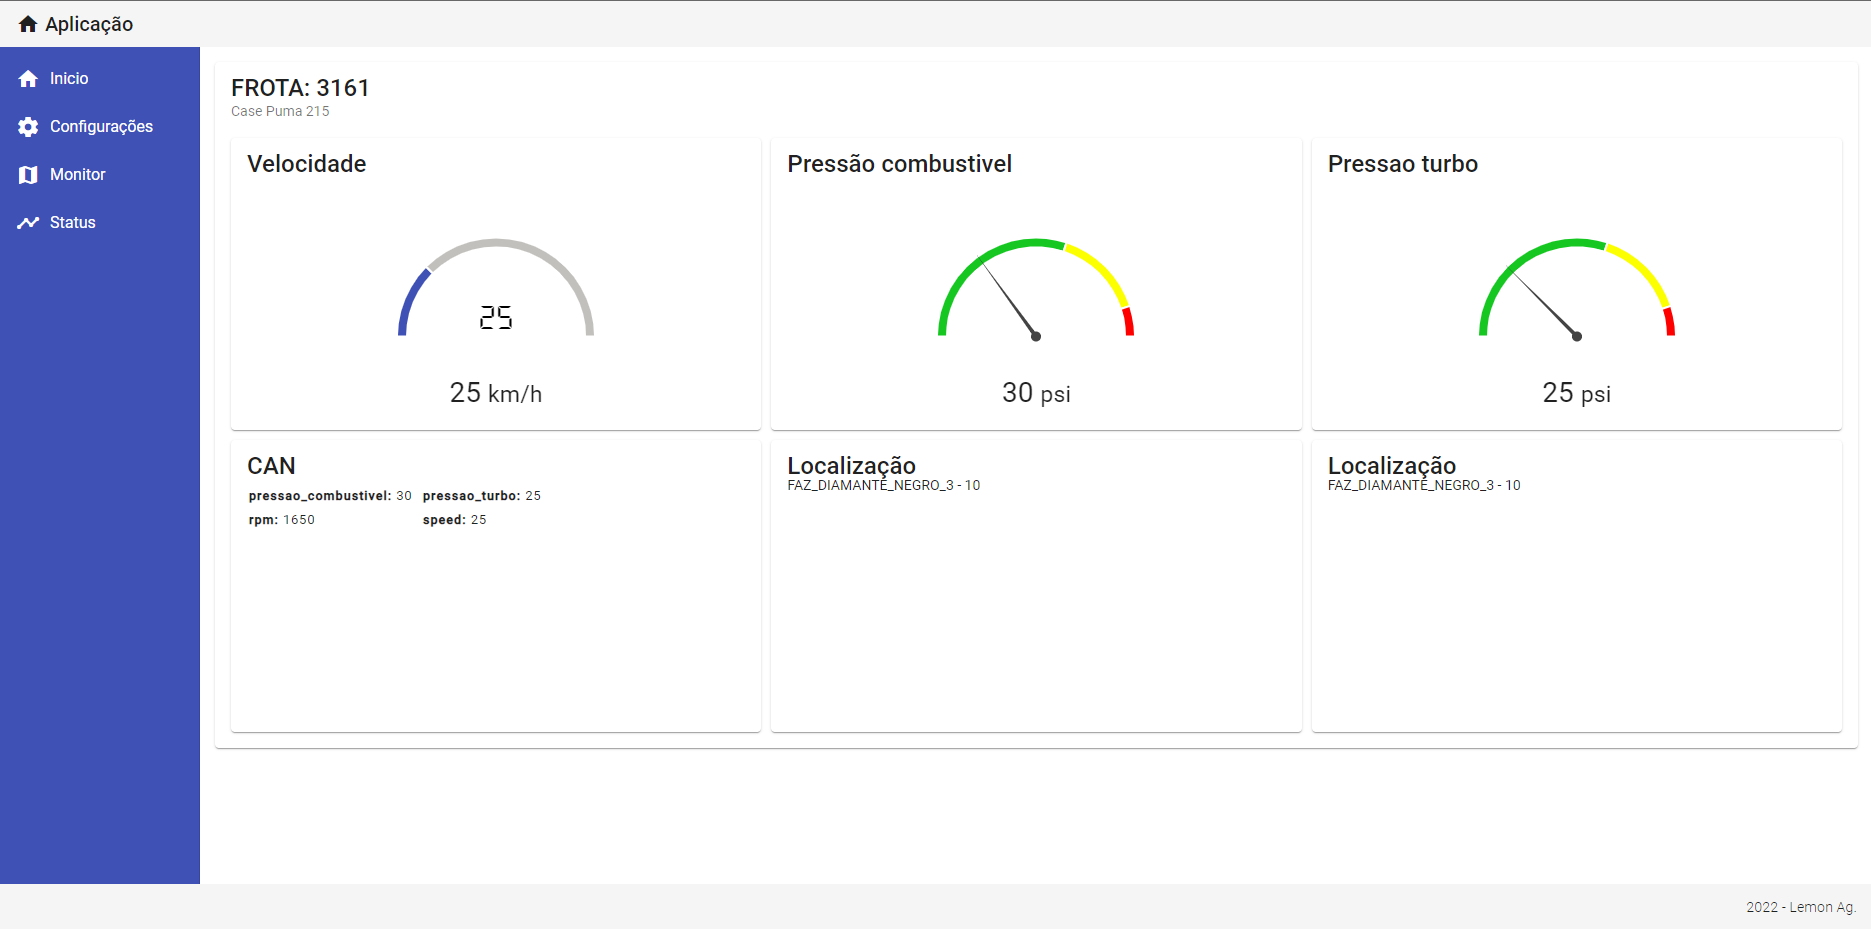 Aplicação
Inicio
Configurações
Monitor
Status
FROTA: 3161
Case Puma 215
Velocidade
25
25 km/h
Pressão combustivel
30 psi
Pressao turbo
25 psi
CAN
pressao_combustivel: 30 pressao_turbo: 25
rpm: 1650 speed: 25
Localização
FAZ_DIAMANTE_NEGRO_3 - 10
Localização
FAZ_DIAMANTE_NEGRO_3 - 10
2022 - Lemon Ag.